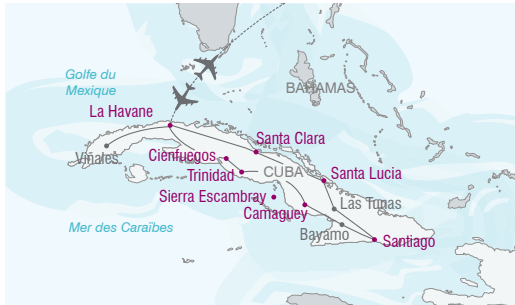 Golfe du
Mexique
BAHAMAS
La Havane
Santa Clara
Viñales
Cienfuegos
Trinidad
CUBA
Santa Lucia
Sierra Escambray
Las Tunas
Camaguey
Mer des Caraïbes
Bayamo
Santiago